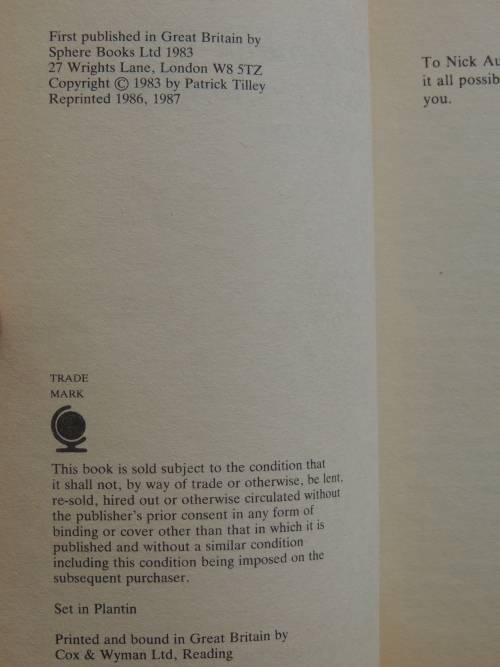 First published in Great Britain by
Sphere Books Ltd 1983
27 Wrights Lane, London W8 5TZ
Copyright © 1983 by Patrick Tilley
Reprinted 1986, 1987
TRADE
MARK
This book is sold subject to the condition that
it shall not, by way of trade or otherwise, be lent,
re-sold, hired out or otherwise circulated without
the publisher's prior consent in any form of
binding or cover other than that in which it is
published and without a similar condition
including this condition being imposed on the
subsequent purchaser.
Set in Plantin
Printed and bound in Great Britain by
Cox & Wyman Ltd, Reading
To Nick
it all
you.